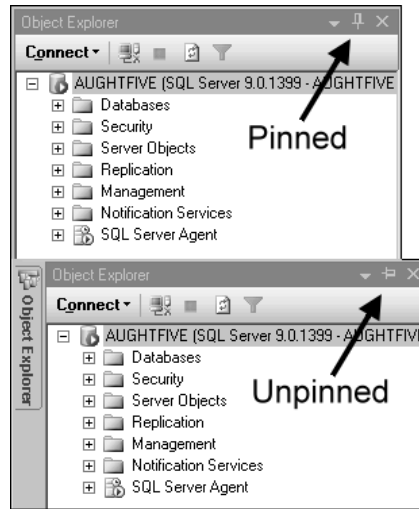 Object Explorer
Connect
AUGHTFIVE (SQL Server 9.0.1399 - AUGHTFIVE
Databases
Security
Server Objects
Replication
Management
Notification Services
SQL Server Agent
Pinned
Object Explorer
Object Explorer
Connect
AUGHTFIVE (SQL Server 9.0.1399 - AUGHTFIV
Databases
Security
Server Objects
Replication
Management
Notification Services
SQL Server Agent
Unpinned